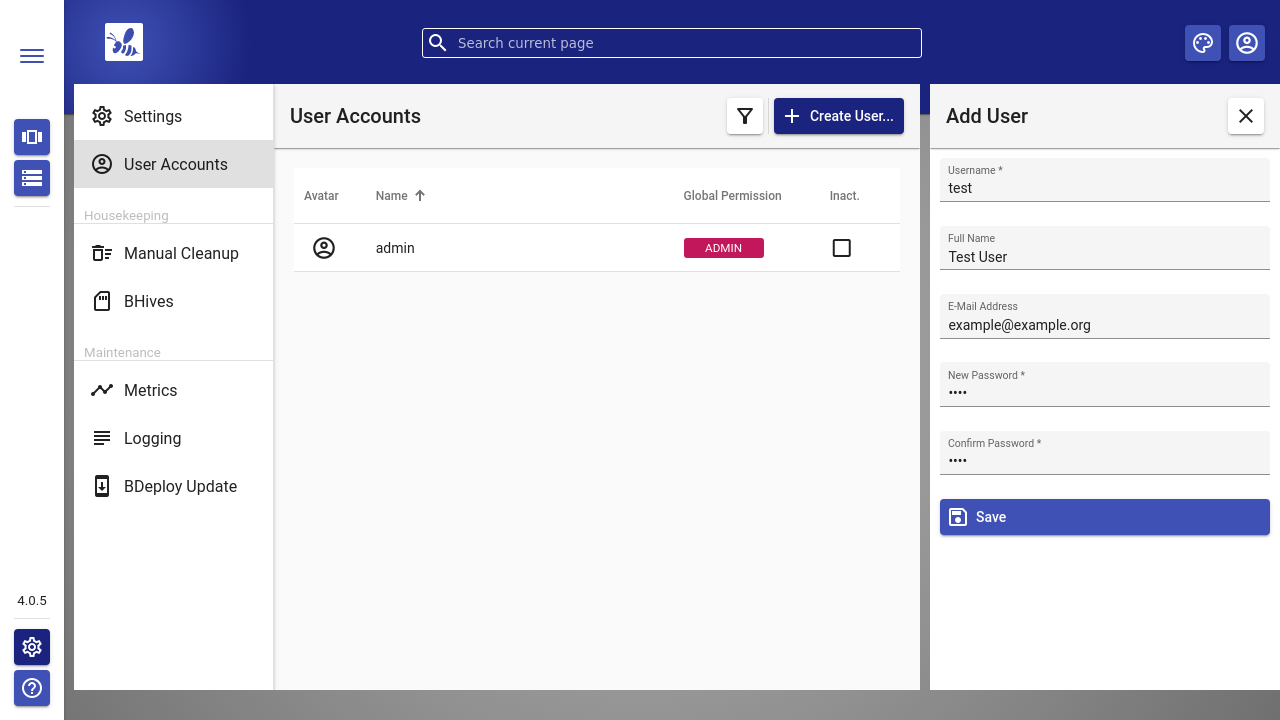 Search current page
Settings
User Accounts
Housekeeping
Manual Cleanup
BHives
Maintenance
Metrics
Logging
BDeploy Update
4.0.5
User Accounts
Create User...
Avatar
Name
Global Permission
Inact.
admin
ADMIN
Add User
Username *
test
Full Name
Test User
E-Mail Address
example@example.org
New Password *
••••
Confirm Password *
••••
Save